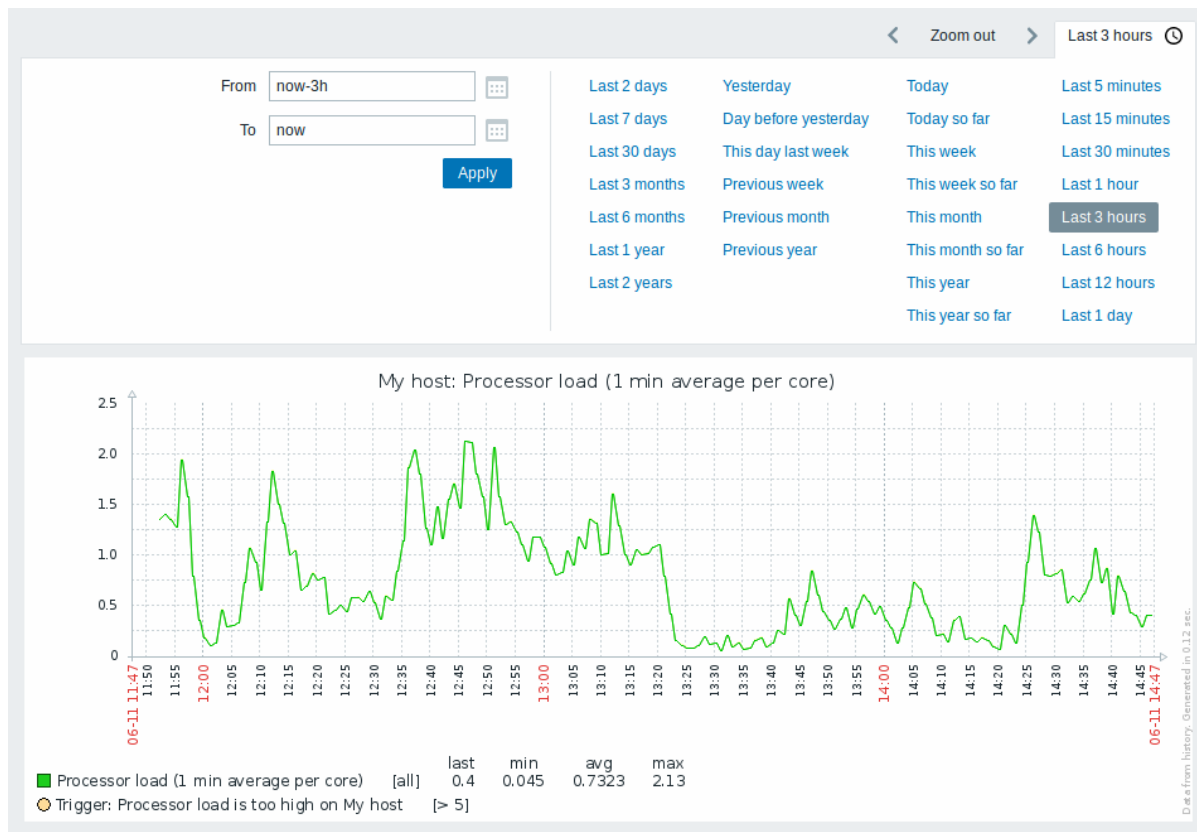 Zoom out Last 3 hours
From now-3h
To now
Apply
Last 2 days Yesterday Today Last 5 minutes
Last 7 days Day before yesterday Today so far Last 15 minutes
Last 30 days This day last week This week Last 30 minutes
Last 3 months Previous week This week so far Last 1 hour
Last 6 months Previous month This month Last 3 hours
Last 1 year Previous year This month so far Last 6 hours
Last 2 years This year Last 12 hours
This year so far Last 1 day
My host: Processor load (1 min average per core)
2.5
2.0
1.5
1.0
0.5
0
06-11 11:47 11:50 11:55 12:00 12:05 12:10 12:15 12:20 12:25 12:30 12:35 12:40 12:45 12:50 12:55 13:00 13:05 13:10 13:15 13:20 13:25 13:30 13:35 13:40 13:45 13:50 13:55 14:00 14:05 14:10 14:15 14:20 14:25 14:30 14:35 14:40 14:45 06-11 14:47
last min avg max
Processor load (1 min average per core) [all] 0.4 0.045 0.7323 2.13
Trigger: Processor load is too high on My host [> 5]
Data from history. Generated in 0.12 sec.